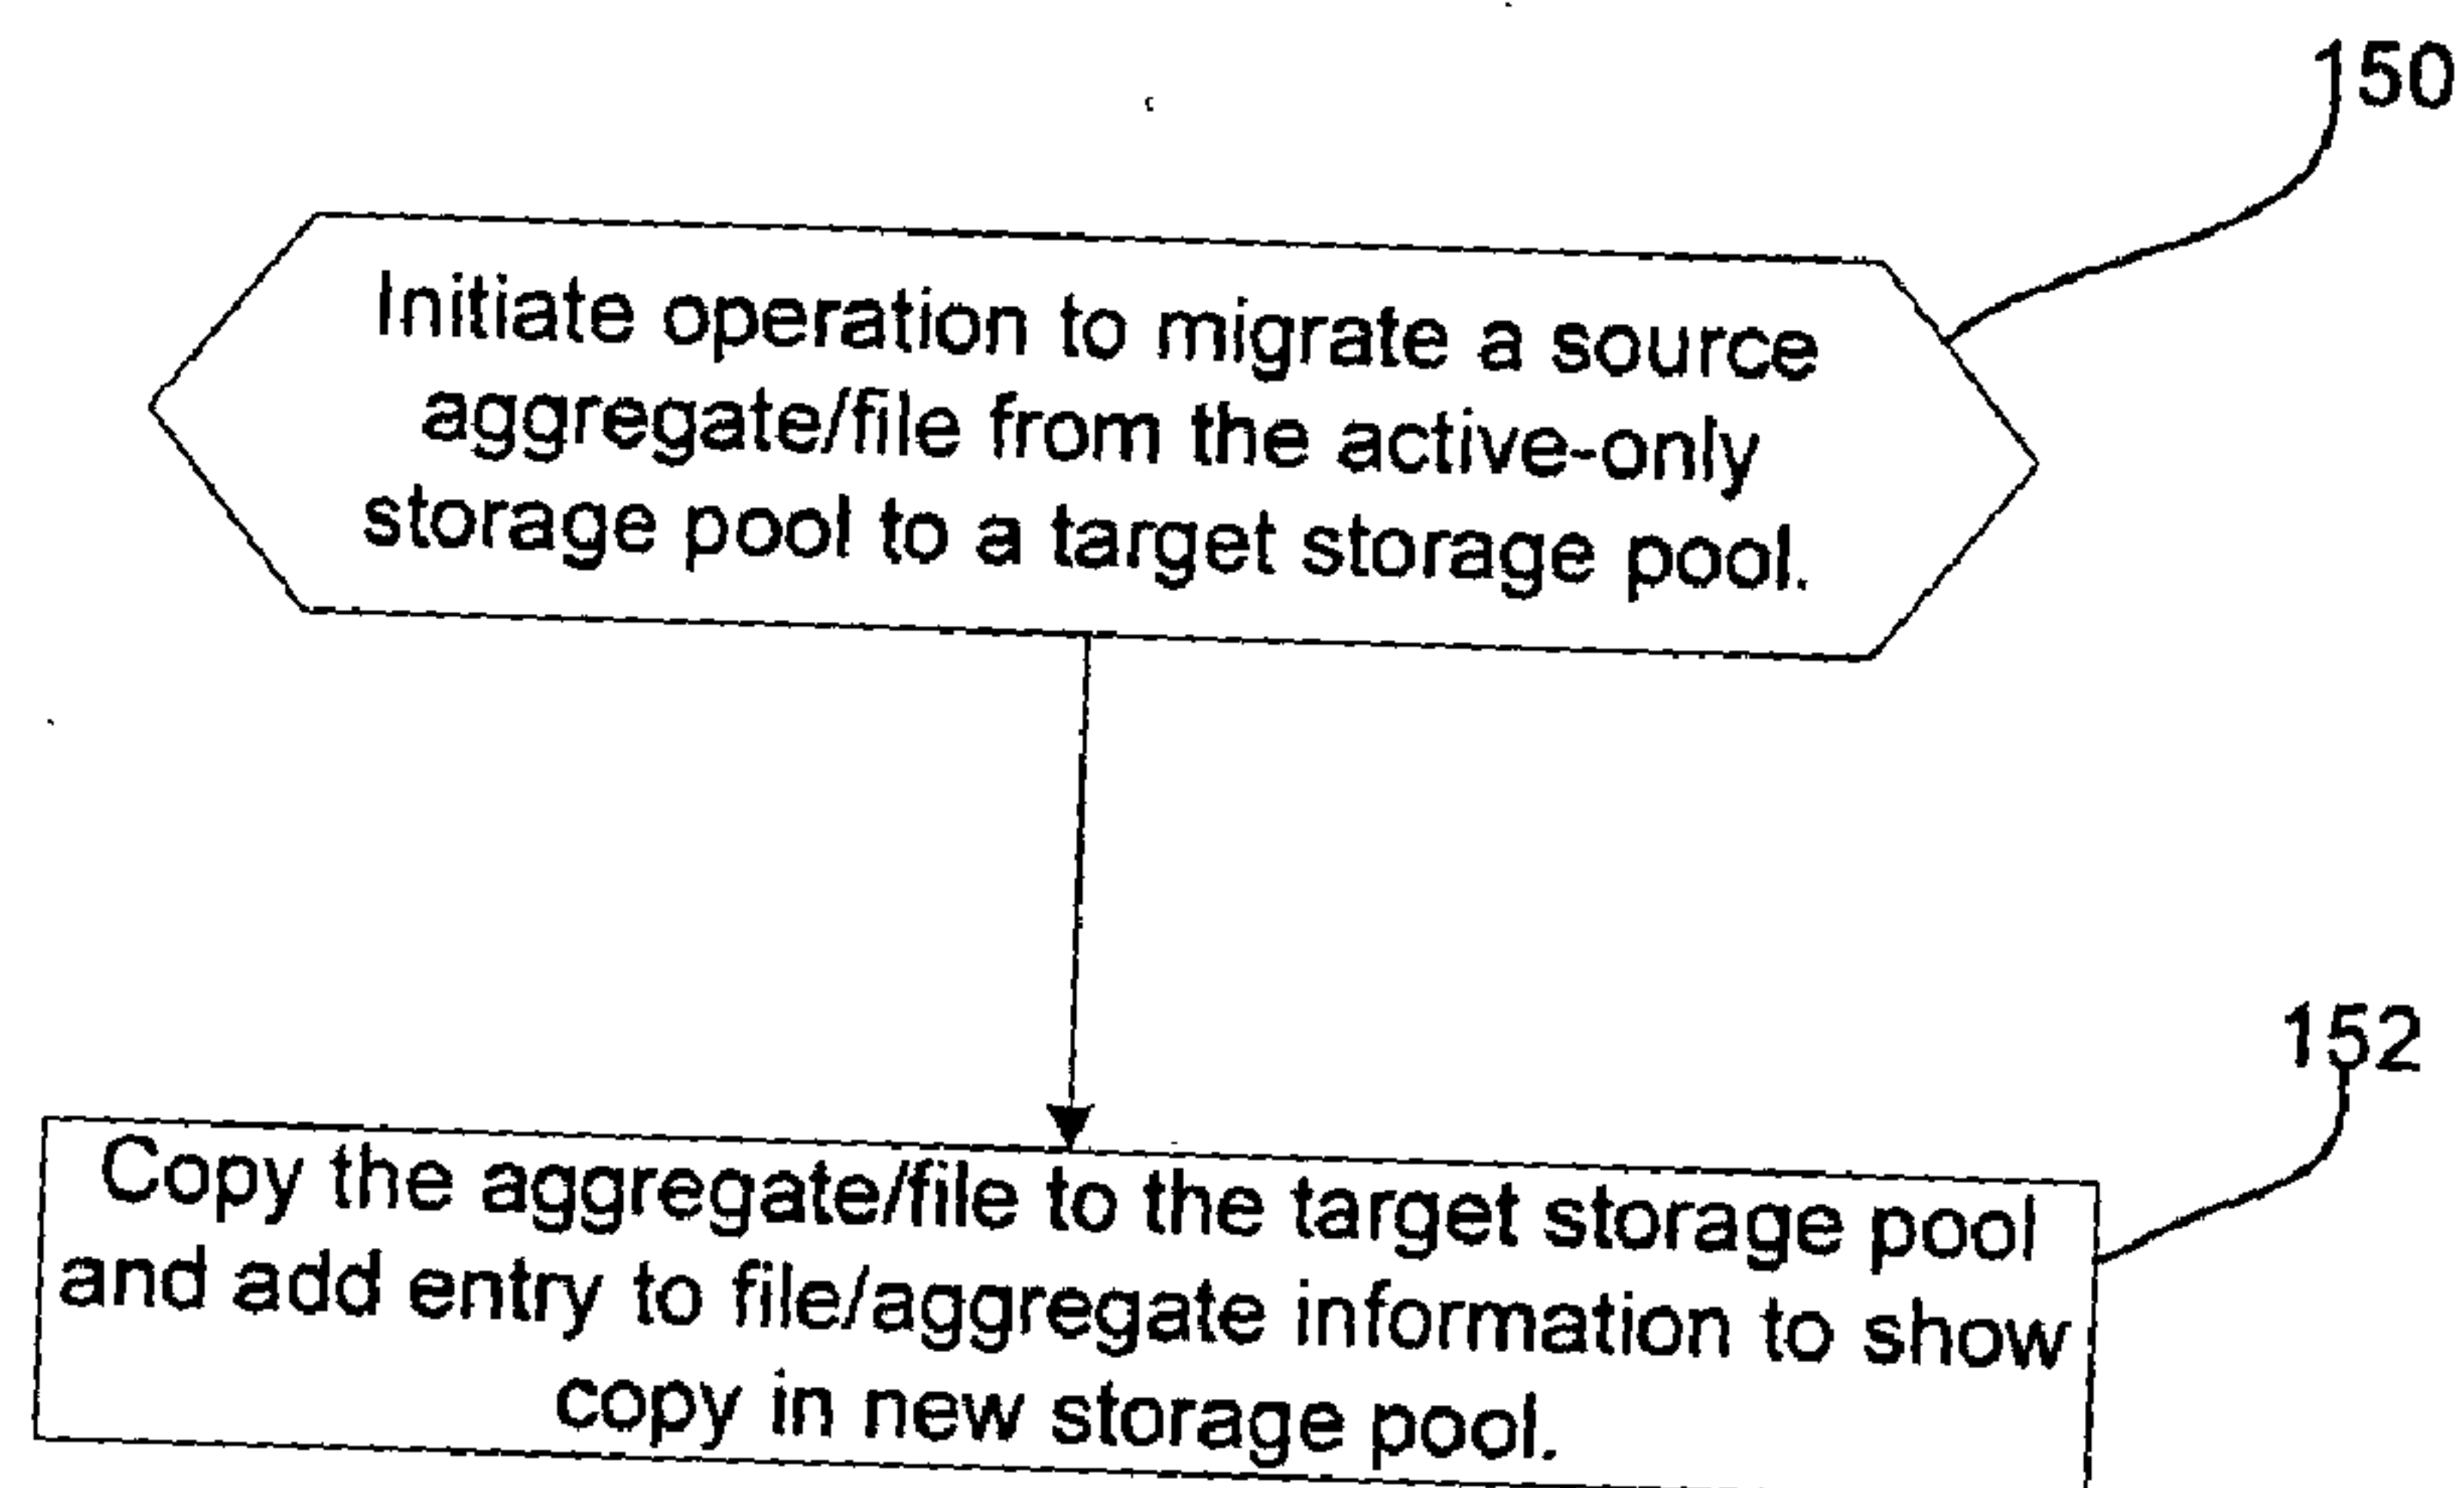 150
Initiate operation to migrate a source
aggregate/file from the active-only
storage pool to a target storage pool.
152
Copy the aggregate/file to the target storage pool
and add entry to file/aggregate information to show
copy in new storage pool.